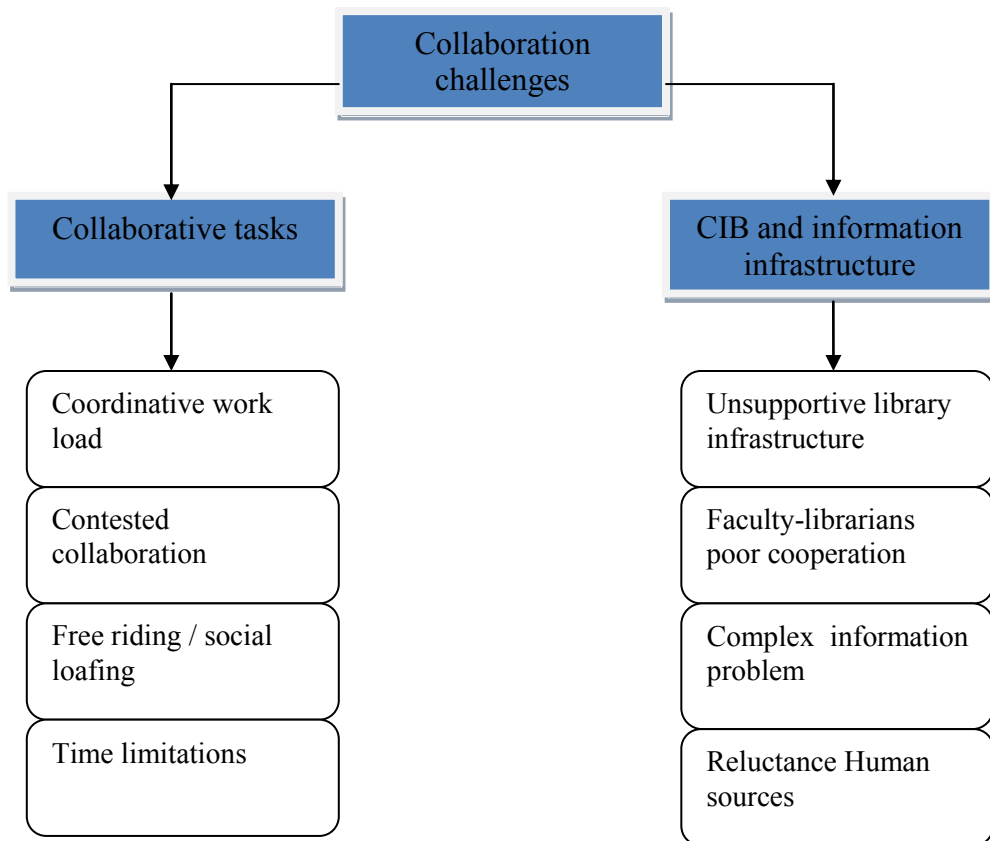 Collaboration
challenges
Collaborative tasks
CIB and information
infrastructure
Coordinative work
load
Contested
collaboration
Free riding / social
loafing
Time limitations
Unsupportive library
infrastructure
Faculty-librarians
poor cooperation
Complex information
problem
Reluctance Human
sources